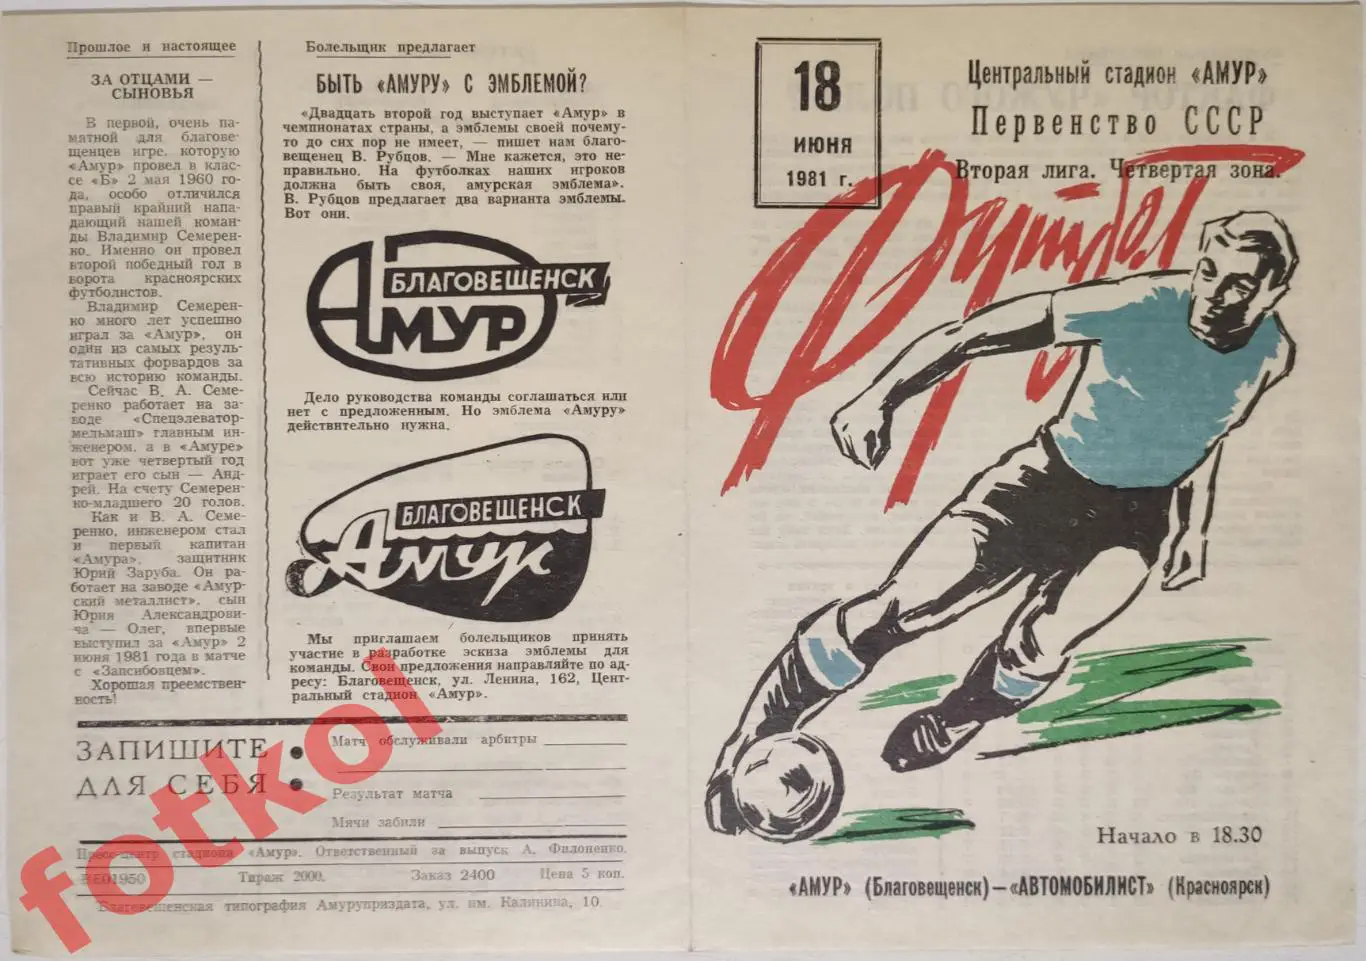 Прошлое и настоящее
ЗА ОТЦАМИ —
СЫНОВЬЯ
В первой, очень па-
мятной для благове-
щенцев игре, которую
«Амур» провел в клас-
се «Б» 2 мая 1960 го-
да, особо отличился
правый крайний напа-
дающий нашей коман-
ды Владимир Семерен-
ко. Именно он провел
второй победный гол в
ворота красноярских
футболистов.
Владимир Семерен-
ко много лет успешно
играл за «Амур», он
один из самых резуль-
тативных форвардов за
всю историю команды.
Сейчас В. А. Семе-
ренко работает на за-
воде «Спецэлеватор-
мельмаш» главным ин-
женером, а в «Амуре»
вот уже четвертый год
играет его сын — Анд-
рей. На счету Семерен-
ко-младшего 20 голов.
Как и В. А. Семе-
ренко, инженером стал
и первый капитан
«Амура», защитник
Юрий Заруба. Он ра-
ботает на заводе «Амур-
ский металлист», сын
Юрия Александрови-
ча — Олег, впервые
выступил за «Амур» 2
июня 1981 года в матче
с «Запсибовцем».
Хорошая преемствен-
ность!
Болельщик предлагает
БЫТЬ «АМУРУ» С ЭМБЛЕМОЙ?
«Двадцать второй год выступает «Амур» в
чемпионатах страны, а эмблемы своей почему-
то до сих пор не имеет, — пишет нам благо-
вещенец В. Рубцов. — Мне кажется, это не-
правильно. На футболках наших игроков
должна быть своя, амурская эмблема».
В. Рубцов предлагает два варианта эмблемы.
Вот они.
БЛАГОВЕЩЕНСК
АМУР
Дело руководства команды соглашаться или
нет с предложенным. Но эмблема «Амуру»
действительно нужна.
БЛАГОВЕЩЕНСК
Амур
Мы приглашаем болельщиков принять
участие в разработке эскиза эмблемы для
команды. Свои предложения направляйте по ад-
ресу: Благовещенск, ул. Ленина, 162, Цент-
ральный стадион «Амур».
ЗАПИШИТЕ
ДЛЯ СЕБЯ
Матч обслуживали арбитры
Результат матча
Мячи забили
Пресс-центр стадиона «Амур». Ответственный за выпуск А. Филоненко.
ВЕ01950 Тираж 2000. Заказ 2400 Цена 5 коп.
Благовещенская типография Амуруприздата, ул. им. Калинина, 10.
fotkol
18
ИЮНЯ
1981 г.
Центральный стадион «АМУР»
Первенство СССР
Вторая лига. Четвертая зона.
Футбол
Начало в 18.30
«АМУР» (Благовещенск)—«АВТОМОБИЛИСТ» (Красноярск)